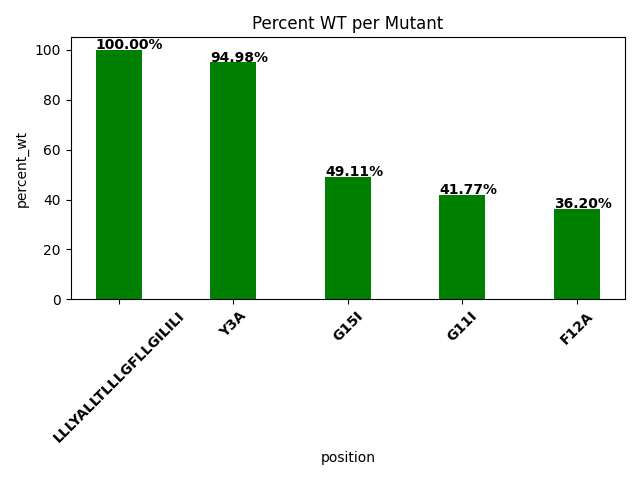 Percent WT per Mutant
percent_wt
100
80
60
40
20
0
100.00%
94.98%
49.11%
41.77%
36.20%
LLLYALLTLLLGFLLGILILI
Y3A
G15I
G11I
F12A
position